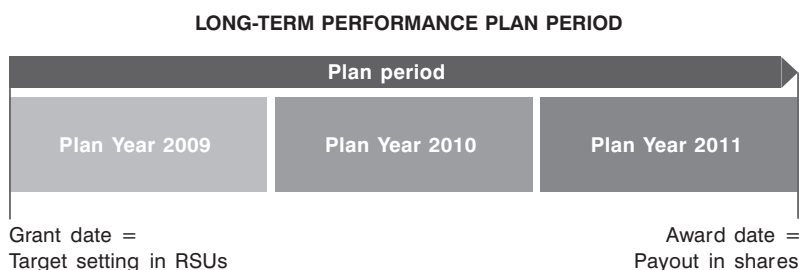 LONG-TERM PERFORMANCE PLAN PERIOD
Plan period
Plan Year 2009
Plan Year 2010
Plan Year 2011
Grant date =
Target setting in RSUs
Award date =
Payout in shares